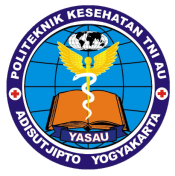 POLITEKNIK KESEHATAN TNI AU
YASAU
ADISUTJIPTO YOGYAKARTA